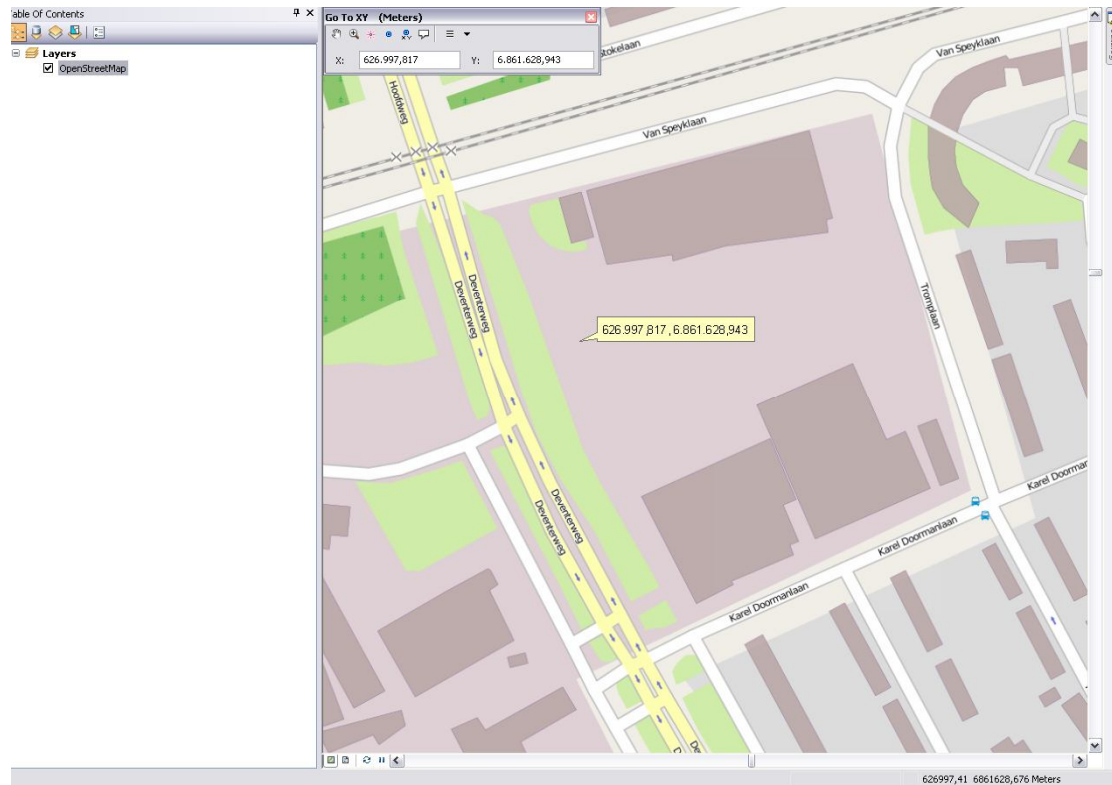 able Of Contents
Layers
OpenStreetMap
Go To XY (Meters)
X: 626.997,817 Y: 6.861.628,943
tokelaan
Van Speyklaan
Hoofdweg
Van Speyklaan
Deventerweg
Deventerweg
Tromplaan
626.997,817 , 6.861.628,943
Deventerweg
Deventerweg
Karel Doorman
Karel Doormanlaan
Karel Doormanlaan
De
D
626997,41 6861628,676 Meters